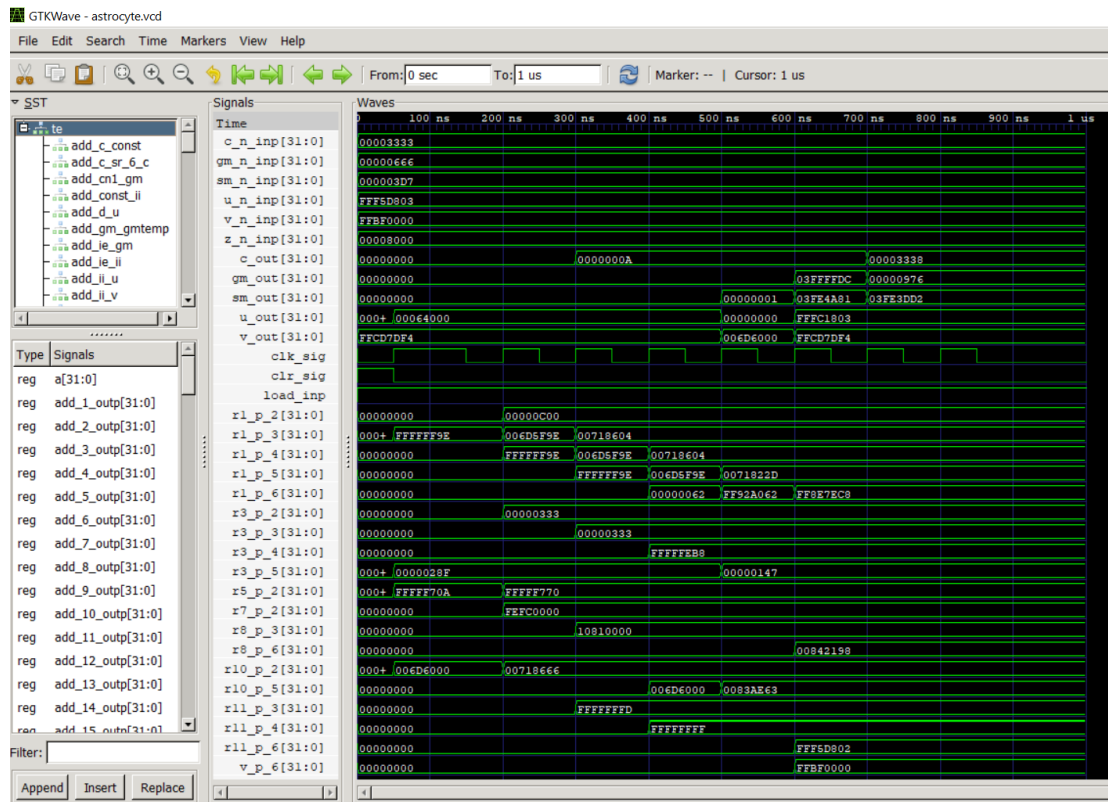 GTKWave - astrocyte.vcd
File Edit Search Time Markers View Help
From: 0 sec To: 1 us Marker: -- | Cursor: 1 us
SST
te
add_c_const
add_c_sr_6_c
add_cn1_gm
add_const_ii
add_d_u
add_gm_gmtemp
add_ie_gm
add_ie_ii
add_ii_u
add_ii_v
Type Signals
reg a[31:0]
reg add_1_outp[31:0]
reg add_2_outp[31:0]
reg add_3_outp[31:0]
reg add_4_outp[31:0]
reg add_5_outp[31:0]
reg add_6_outp[31:0]
reg add_7_outp[31:0]
reg add_8_outp[31:0]
reg add_9_outp[31:0]
reg add_10_outp[31:0]
reg add_11_outp[31:0]
reg add_12_outp[31:0]
reg add_13_outp[31:0]
reg add_14_outp[31:0]
reg add_15_outp[31:0]
Filter:
Append Insert Replace
Signals
Waves
Time
100 ns 200 ns 300 ns 400 ns 500 ns 600 ns 700 ns 800 ns 900 ns 1 us
c_n_inp[31:0] 00003333
gm_n_inp[31:0] 00000666
sm_n_inp[31:0] 000003D7
u_n_inp[31:0] FFF5D803
v_n_inp[31:0] FFBF0000
z_n_inp[31:0] 00008000
c_out[31:0] 00000000 0000000A 00003338
gm_out[31:0] 00000000 03FFFFDC 00000976
sm_out[31:0] 00000000 00000001 03FE4A81 03FE3DD2
u_out[31:0] 000+ 00064000 00000000 FFFC1803
v_out[31:0] FFCD7DF4 006D6000 FFCD7DF4
clk_sig
clr_sig
load_inp
r1_p_2[31:0] 00000000 00000C00
r1_p_3[31:0] 000+ FFFFFF9E 006D5F9E 00718604
r1_p_4[31:0] 00000000 FFFFFF9E 006D5F9E 00718604
r1_p_5[31:0] 00000000 FFFFFF9E 006D5F9E 0071822D
r1_p_6[31:0] 00000000 00000062 FF92A062 FF8E7EC8
r3_p_2[31:0] 00000000 00000333
r3_p_3[31:0] 00000000 00000333
r3_p_4[31:0] 00000000 FFFFFEB8
r3_p_5[31:0] 000+ 0000028F 00000147
r5_p_2[31:0] 000+ FFFFF70A FFFFF770
r7_p_2[31:0] 00000000 FEFC0000
r8_p_3[31:0] 00000000 10810000
r8_p_6[31:0] 00000000 00842198
r10_p_2[31:0] 000+ 006D6000 00718666
r10_p_5[31:0] 00000000 006D6000 0083AE63
r11_p_3[31:0] 00000000 FFFFFFFD
r11_p_4[31:0] 00000000 FFFFFFFF
r11_p_6[31:0] 00000000 FFF5D802
v_p_6[31:0] 00000000 FFBF0000